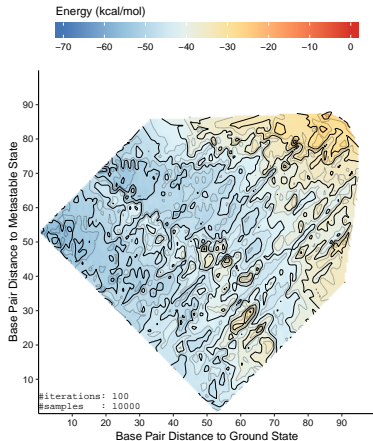 Energy (kcal/mol)
−70 −60 −50 −40 −30 −20 −10 0
Base Pair Distance to Metastable State
90
80
70
60
50
40
30
20
10
#iterations: 100
#samples   : 10000
10 20 30 40 50 60 70 80 90
Base Pair Distance to Ground State